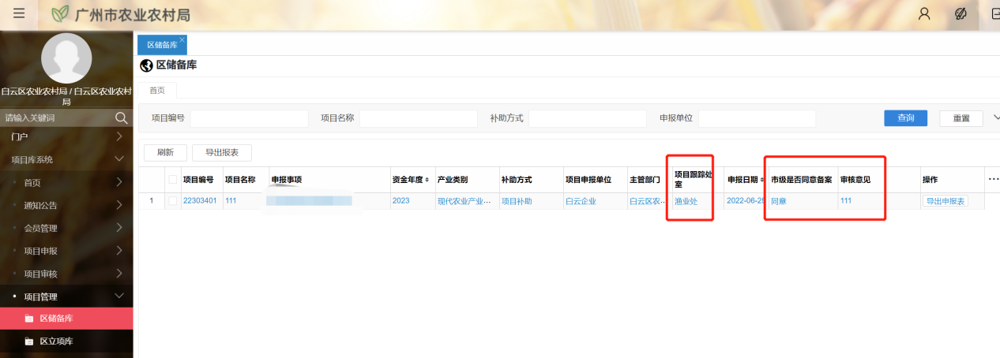 广州市农业农村局
白云区农业农村局 / 白云区农业农村
局
请输入关键词
门户
项目库系统
首页
通知公告
会员管理
项目申报
项目审核
项目管理
区储备库
区立项库
区储备库
区储备库
首页
项目编号 项目名称 补助方式 申报单位 查询 重置
刷新 导出报表
项目编号 项目名称 申报事项 资金年度 产业类别 补助方式 项目申报单位 主管部门 项目跟踪处
室 申报日期 市级是否同意备案 审核意见 操作 ...
1 22303401 111 2023 现代农业产业... 项目补助 白云企业 白云区农... 渔业处 2022-06-25 同意 111 导出申报表